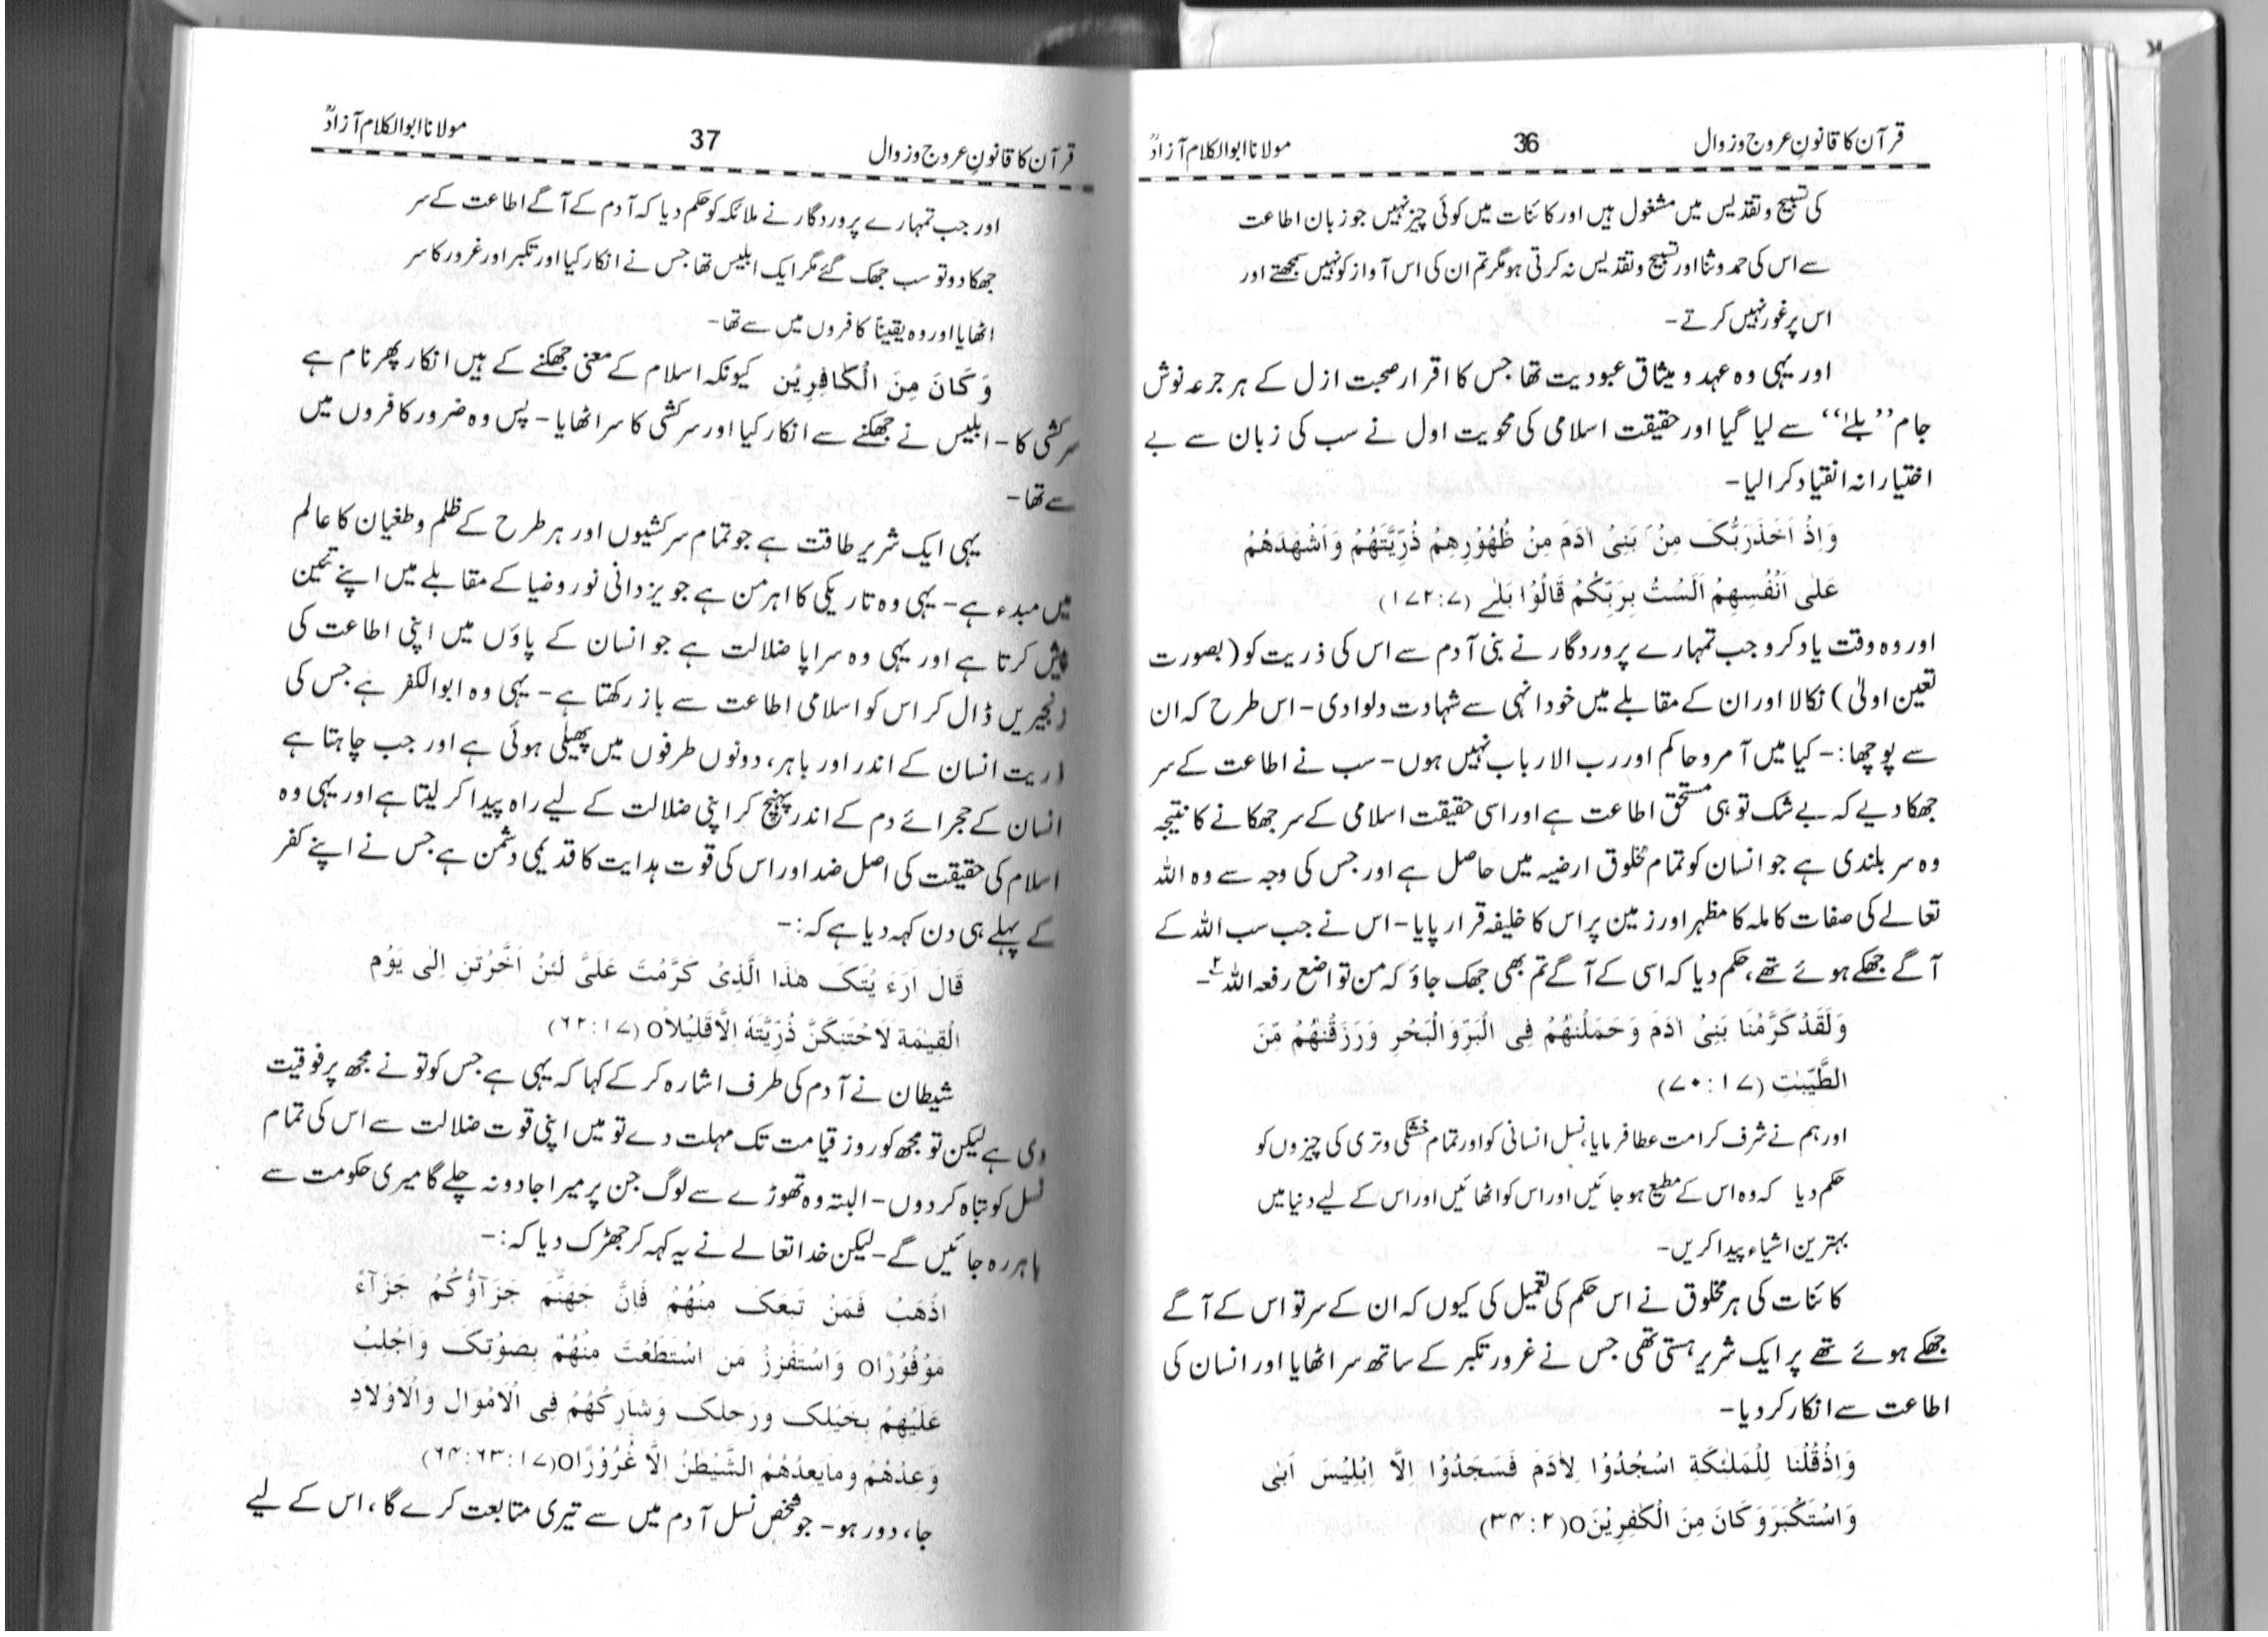 قرآن کا قانونِ عروج و زوال 36 مولانا ابوالکلام آزادؒ
کی تسبیح و تقدیس میں مشغول ہیں اور کائنات میں کوئی چیز نہیں جو زبان اطاعت
سے اس کی حمد و ثنا اور تسبیح و تقدیس نہ کرتی ہو مگر تم ان کی اس آواز کو نہیں سمجھتے اور
اس پر غور نہیں کرتے -
اور یہی وہ عہد و میثاق عبودیت تھا جس کا اقرار صحبت ازل کے ہر جرعہ نوش
جام ’’بلےٰ‘‘ سے لیا گیا اور حقیقت اسلامی کی محویت اول نے سب کی زبان سے بے
اختیارانہ انقیاد کرا لیا -
وَاِذْ اَخَذَ رَبُّکَ مِنْ بَنِیْ اٰدَمَ مِنْ ظُهُوْرِهِمْ ذُرِّیَّتَهُمْ وَاَشْهَدَهُمْ
عَلٰی اَنْفُسِهِمْ اَلَسْتُ بِرَبِّکُمْ قَالُوْا بَلٰے (۷:۱۷۲)
اور وہ وقت یاد کرو جب تمہارے پروردگار نے بنی آدم سے اس کی ذریت کو (بصورت
تعین اولیٰ) نکالا اور ان کے مقابلے میں خود انہی سے شہادت دلوا دی - اس طرح کہ ان
سے پوچھا :- کیا میں آمر و حاکم اور رب الارباب نہیں ہوں - سب نے اطاعت کے سر
جھکا دیے کہ بے شک تو ہی مستحق اطاعت ہے اور اسی حقیقت اسلامی کے سر جھکانے کا نتیجہ
وہ سر بلندی ہے جو انسان کو تمام مخلوق ارضیہ میں حاصل ہے اور جس کی وجہ سے وہ اللہ
تعالے کی صفات کاملہ کا مظہر اور زمین پر اس کا خلیفہ قرار پایا - اس نے جب سب اللہ کے
آگے جھکے ہوئے تھے، حکم دیا کہ اسی کے آگے تم بھی جھک جاؤ کہ من تواضع رفعہ اللہ ۲ -
وَلَقَدْ کَرَّمْنَا بَنِیْ اٰدَمَ وَحَمَلْنٰهُمْ فِی الْبَرِّ وَالْبَحْرِ وَرَزَقْنٰهُمْ مِّنَ
الطَّیِّبٰتِ (۱۷:۷۰)
اور ہم نے شرف کرامت عطا فرمایا، نسل انسانی کو اور تمام خشکی و تری کی چیزوں کو
حکم دیا کہ وہ اس کے مطیع ہو جائیں اور اس کو اٹھائیں اور اس کے لیے دنیا میں
بہترین اشیاء پیدا کریں -
کائنات کی ہر مخلوق نے اس حکم کی تعمیل کی کیوں کہ ان کے سر تو اس کے آگے
جھکے ہوئے تھے پر ایک شریر ہستی تھی جس نے غرور تکبر کے ساتھ سر اٹھایا اور انسان کی
اطاعت سے انکار کر دیا -
وَاِذْقُلْنَا لِلْمَلٰئِکَةِ اسْجُدُوْا لِاٰدَمَ فَسَجَدُوْا اِلَّا اِبْلِیْسَ اَبٰی
وَاسْتَکْبَرَ وَکَانَ مِنَ الْکٰفِرِیْنَ O (۲:۳۴)
قرآن کا قانونِ عروج و زوال 37 مولانا ابوالکلام آزادؒ
اور جب تمہارے پروردگار نے ملائکہ کو حکم دیا کہ آدم کے آگے اطاعت کے سر
جھکا دو تو سب جھک گئے مگر ایک ابلیس تھا جس نے انکار کیا اور تکبر اور غرور کا سر
اٹھایا اور وہ یقیناً کافروں میں سے تھا -
وَ کَانَ مِنَ الْکَافِرِیْن کیونکہ اسلام کے معنی جھکنے کے ہیں انکار پھر نام ہے
سرکشی کا - ابلیس نے جھکنے سے انکار کیا اور سرکشی کا سر اٹھایا - پس وہ ضرور کافروں میں
سے تھا -
یہی ایک شریر طاقت ہے جو تمام سرکشیوں اور ہر طرح کے ظلم و طغیان کا عالم
میں مبدء ہے - یہی وہ تاریکی کا اہرمن ہے جو یزدانی نور و ضیا کے مقابلے میں اپنے تئیں
پیش کرتا ہے اور یہی وہ سراپا ضلالت ہے جو انسان کے پاؤں میں اپنی اطاعت کی
زنجیریں ڈال کر اس کو اسلامی اطاعت سے باز رکھتا ہے - یہی وہ ابوالکفر ہے جس کی
ذریت انسان کے اندر اور باہر، دونوں طرفوں میں پھیلی ہوئی ہے اور جب چاہتا ہے
انسان کے حجرائے دم کے اندر پہنچ کر اپنی ضلالت کے لیے راہ پیدا کر لیتا ہے اور یہی وہ
اسلام کی حقیقت کی اصل ضد اور اس کی قوت ہدایت کا قدیمی دشمن ہے جس نے اپنے کفر
کے پہلے ہی دن کہہ دیا ہے کہ :-
قَالَ اَرَءَیْتَکَ هٰذَا الَّذِیْ کَرَّمْتَ عَلَیَّ لَئِنْ اَخَّرْتَنِ اِلٰی یَوْمِ
الْقِیٰمَةِ لَاَحْتَنِکَنَّ ذُرِّیَّتَهٗ اِلَّا قَلِیْلًا O (۱۷:۶۲)
شیطان نے آدم کی طرف اشارہ کر کے کہا کہ یہی ہے جس کو تو نے مجھ پر فوقیت
دی ہے لیکن تو مجھ کو روز قیامت تک مہلت دے تو میں اپنی قوت ضلالت سے اس کی تمام
نسل کو تباہ کردوں - البتہ وہ تھوڑے سے لوگ جن پر میرا جادو نہ چلے گا میری حکومت سے
باہر رہ جائیں گے - لیکن خدا تعالے نے یہ کہہ کر جھڑک دیا کہ :-
اذْهَبْ فَمَنْ تَبِعَکَ مِنْهُمْ فَاِنَّ جَهَنَّمَ جَزَآؤُکُمْ جَزَآءً
مَوْفُوْرًا O وَاسْتَفْزِزْ مَنِ اسْتَطَعْتَ مِنْهُمْ بِصَوْتِکَ وَاَجْلِبْ
عَلَیْهِمْ بِخَیْلِکَ وَرَجِلِکَ وَشَارِکْهُمْ فِی الْاَمْوَالِ وَالْاَوْلَادِ
وَعِدْهُمْ وَمَایَعِدُهُمُ الشَّیْطٰنُ اِلَّا غُرُوْرًا O (۱۷:۶۳:۶۴)
جا، دور ہو - جو شخص نسل آدم میں سے تیری متابعت کرے گا، اس کے لیے